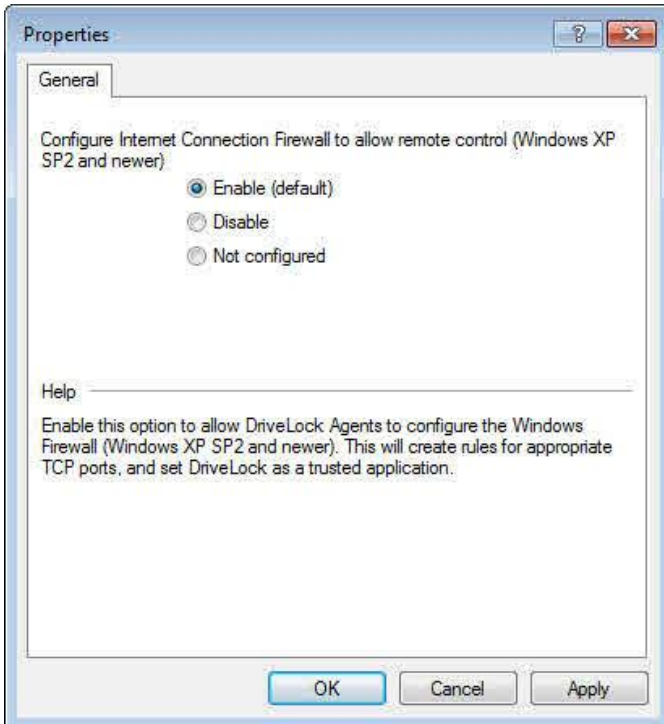 Properties
?
General
Configure Internet Connection Firewall to allow remote control (Windows XP
SP2 and newer)
Enable (default)
Disable
Not configured
Help
Enable this option to allow DriveLock Agents to configure the Windows
Firewall (Windows XP SP2 and newer). This will create rules for appropriate
TCP ports, and set DriveLock as a trusted application.
OK Cancel Apply